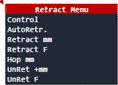 Retract Menu
Control
AutoRetr.
Retract mm
Retract F
Hop mm
UnRet +mm
UnRet F